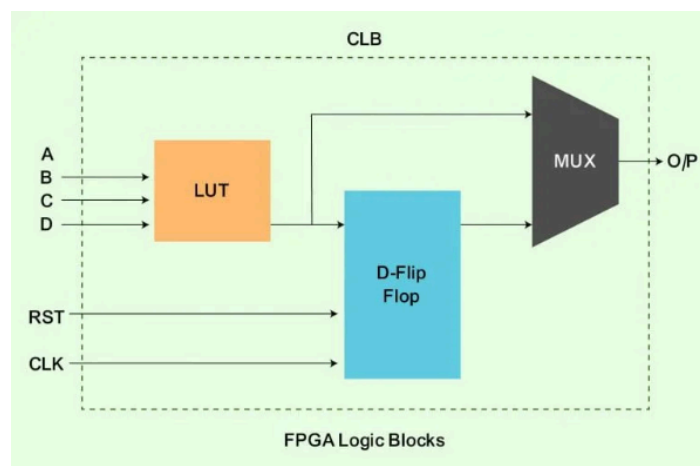 CLB
A
B
C
D
LUT
MUX
O/P
D-Flip
Flop
RST
CLK
FPGA Logic Blocks